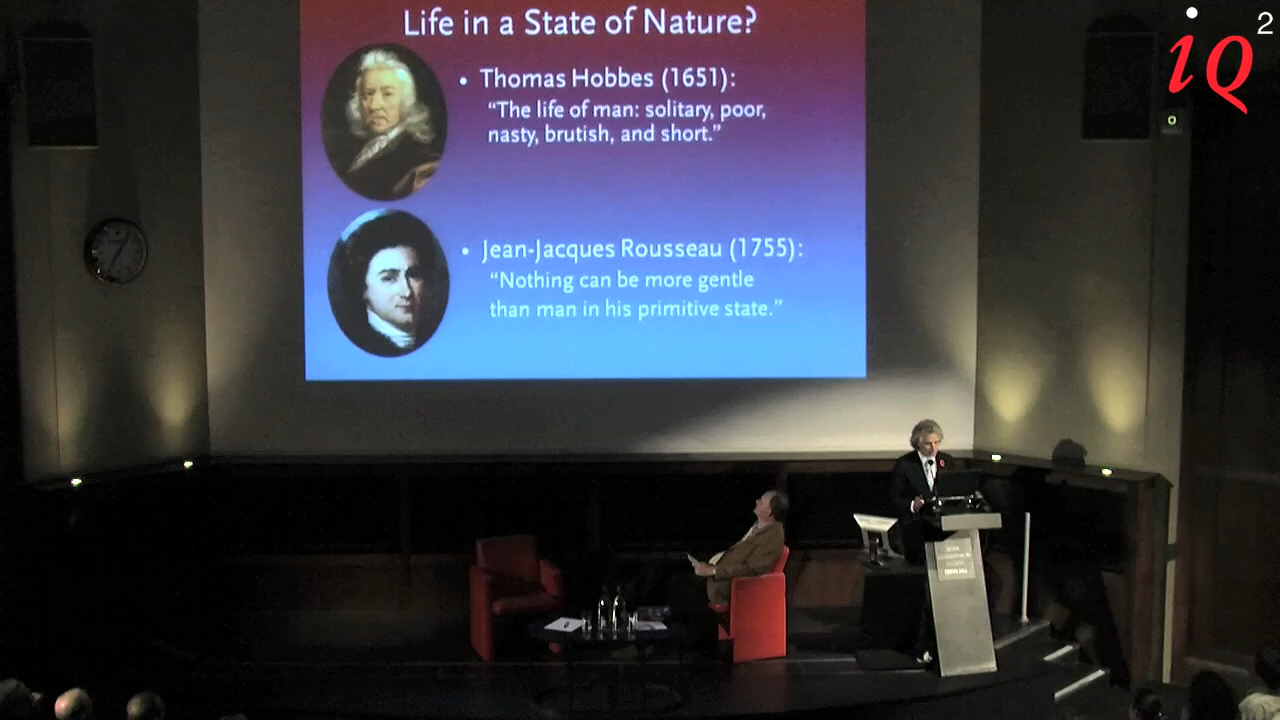 Life in a State of Nature?
• Thomas Hobbes (1651):
“The life of man: solitary, poor,
nasty, brutish, and short.”
• Jean-Jacques Rousseau (1755):
“Nothing can be more gentle
than man in his primitive state.”
iQ2